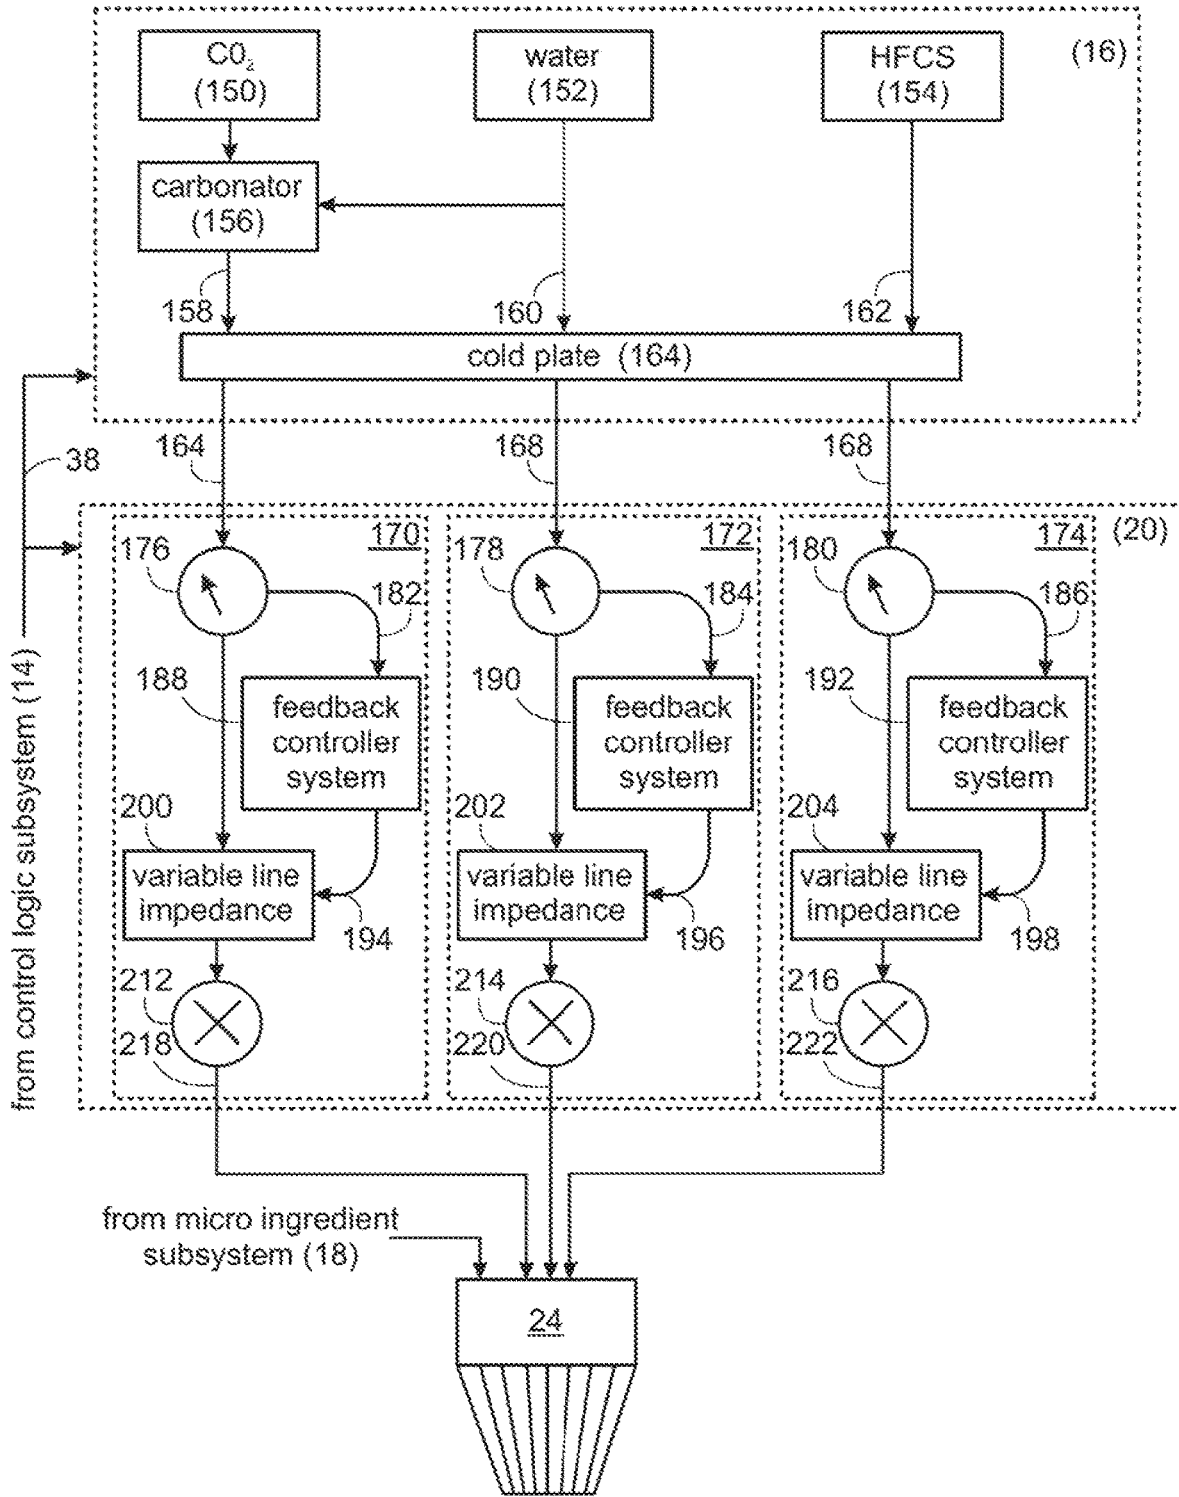 C0₂
(150)
water
(152)
HFCS
(154)
(16)
carbonator
(156)
158
160
162
cold plate (164)
164
168
168
38
from control logic subsystem (14)
(20)
170
172
174
176
178
180
182
184
186
188
190
192
feedback
controller
system
feedback
controller
system
feedback
controller
system
200
202
204
variable line
impedance
variable line
impedance
variable line
impedance
194
196
198
212
214
216
218
220
222
from micro ingredient
subsystem (18)
24